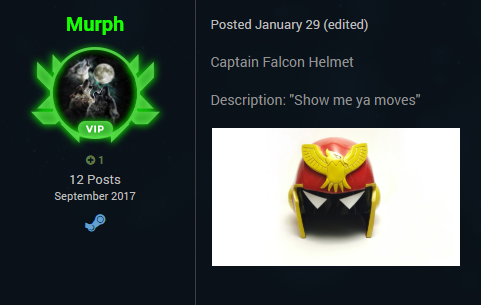 Murph
VIP
1
12 Posts
September 2017
Posted January 29 (edited)
Captain Falcon Helmet
Description: "Show me ya moves"